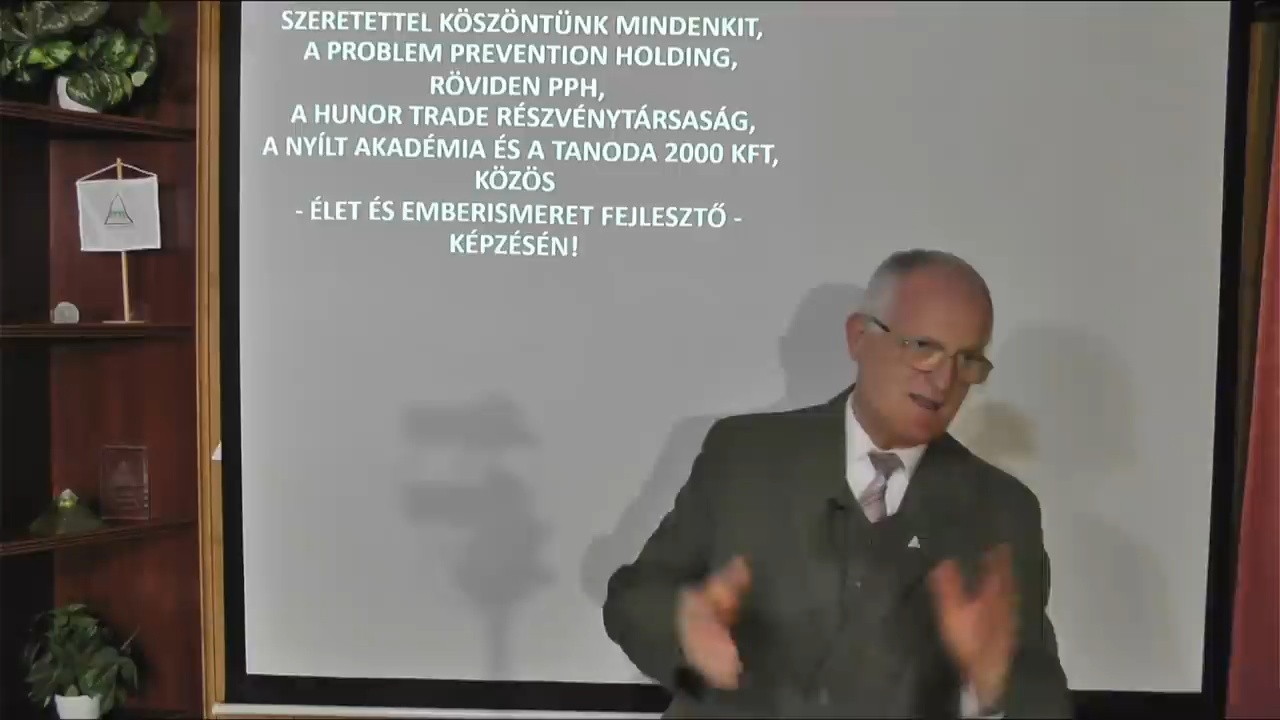 SZERETETTEL KÖSZÖNTÜNK MINDENKIT,
A PROBLEM PREVENTION HOLDING,
RÖVIDEN PPH,
A HUNOR TRADE RÉSZVÉNYTÁRSASÁG,
A NYÍLT AKADÉMIA ÉS A TANODA 2000 KFT,
KÖZÖS
- ÉLET ÉS EMBERISMERET FEJLESZTŐ -
KÉPZÉSÉN!